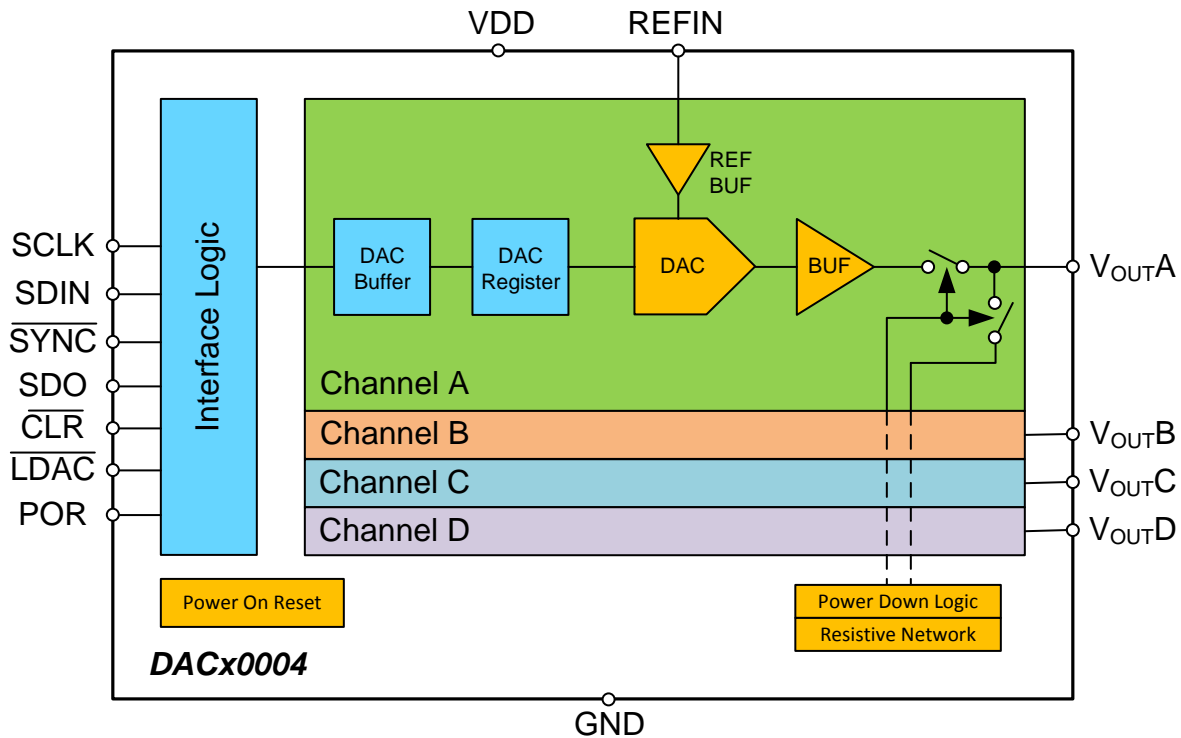 VDD
REFIN
REF
BUF
SCLK
SDIN
SYNC
SDO
CLR
LDAC
POR
Interface Logic
DAC
Buffer
DAC
Register
DAC
BUF
VOUTA
Channel A
Channel B
VOUTB
Channel C
VOUTC
Channel D
VOUTD
Power On Reset
Power Down Logic
Resistive Network
DACx0004
GND